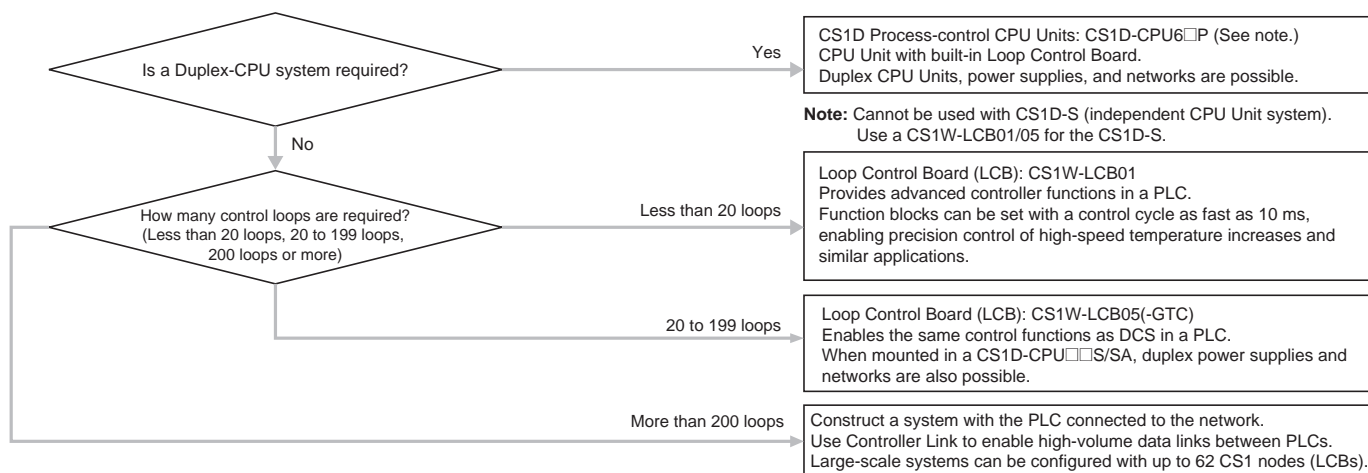 Is a Duplex-CPU system required?
Yes
CS1D Process-control CPU Units: CS1D-CPU6□P (See note.)
CPU Unit with built-in Loop Control Board.
Duplex CPU Units, power supplies, and networks are possible.
Note: Cannot be used with CS1D-S (independent CPU Unit system).
Use a CS1W-LCB01/05 for the CS1D-S.
No
How many control loops are required?
(Less than 20 loops, 20 to 199 loops,
200 loops or more)
Less than 20 loops
Loop Control Board (LCB): CS1W-LCB01
Provides advanced controller functions in a PLC.
Function blocks can be set with a control cycle as fast as 10 ms,
enabling precision control of high-speed temperature increases and
similar applications.
20 to 199 loops
Loop Control Board (LCB): CS1W-LCB05(-GTC)
Enables the same control functions as DCS in a PLC.
When mounted in a CS1D-CPU□□S/SA, duplex power supplies and
networks are also possible.
More than 200 loops
Construct a system with the PLC connected to the network.
Use Controller Link to enable high-volume data links between PLCs.
Large-scale systems can be configured with up to 62 CS1 nodes (LCBs).